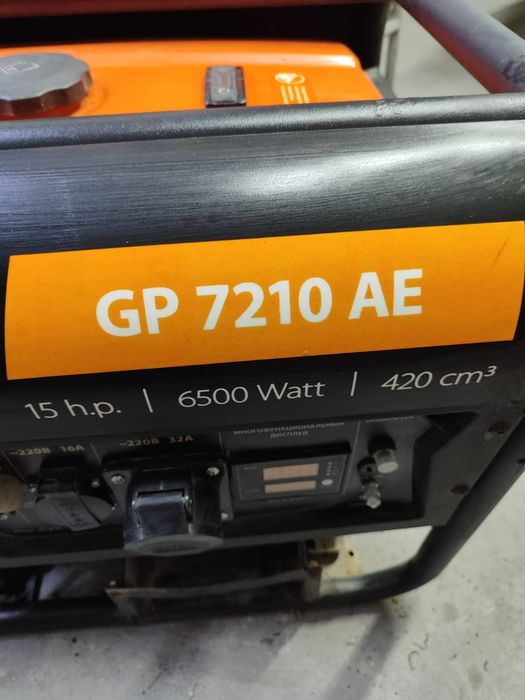 GP 7210 AE
15 h.p. | 6500 Watt | 420 cm³
~220В 16А
~220В 32А
МНОГОФУНКЦИОНАЛЬНЫЙ
ДИСПЛЕЙ